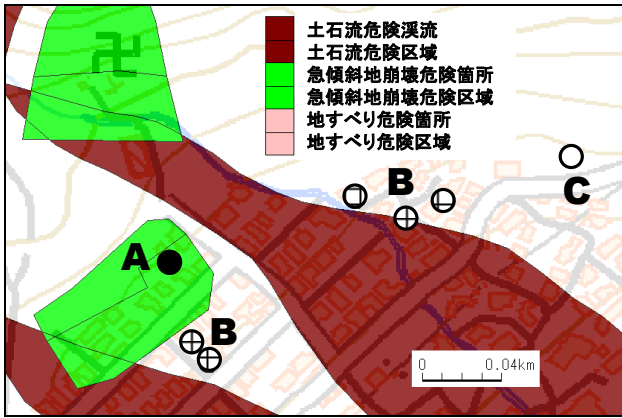 土石流危険渓流
土石流危険区域
急傾斜地崩壊危険箇所
急傾斜地崩壊危険区域
地すべり危険箇所
地すべり危険区域
B
C
A
B
0 0.04km